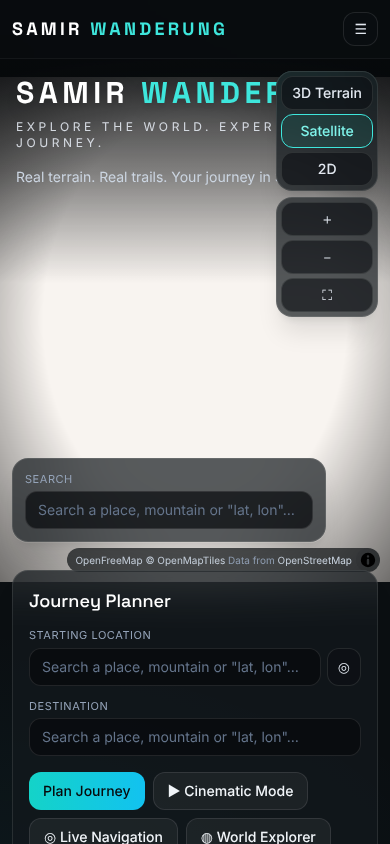 SAMIR WANDERUNG
☰
SAMIR WANDER
3D Terrain
EXPLORE THE WORLD. EXPER
JOURNEY.
Satellite
2D
Real terrain. Real trails. Your journey in
+
−
⛶
SEARCH
Search a place, mountain or "lat, lon"...
OpenFreeMap © OpenMapTiles Data from OpenStreetMap
Journey Planner
STARTING LOCATION
Search a place, mountain or "lat, lon"...
◎
DESTINATION
Search a place, mountain or "lat, lon"...
Plan Journey ▶ Cinematic Mode
◎ Live Navigation ◍ World Explorer